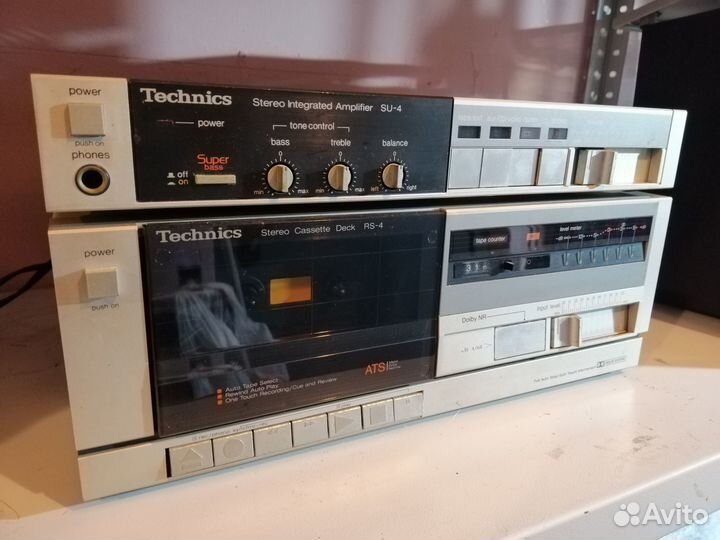 power
push on
phones
Technics
Stereo Integrated Amplifier SU-4
power
tone control
bass
treble
balance
Super
bass
off
on
min
max
min
max
left
right
power
push on
Technics
Stereo Cassette Deck RS-4
tape counter
level meter
Input level
Dolby NR
ATS
Auto Tape Select
Rewind Auto Play
One Touch Recording/Cue and Review
Avito